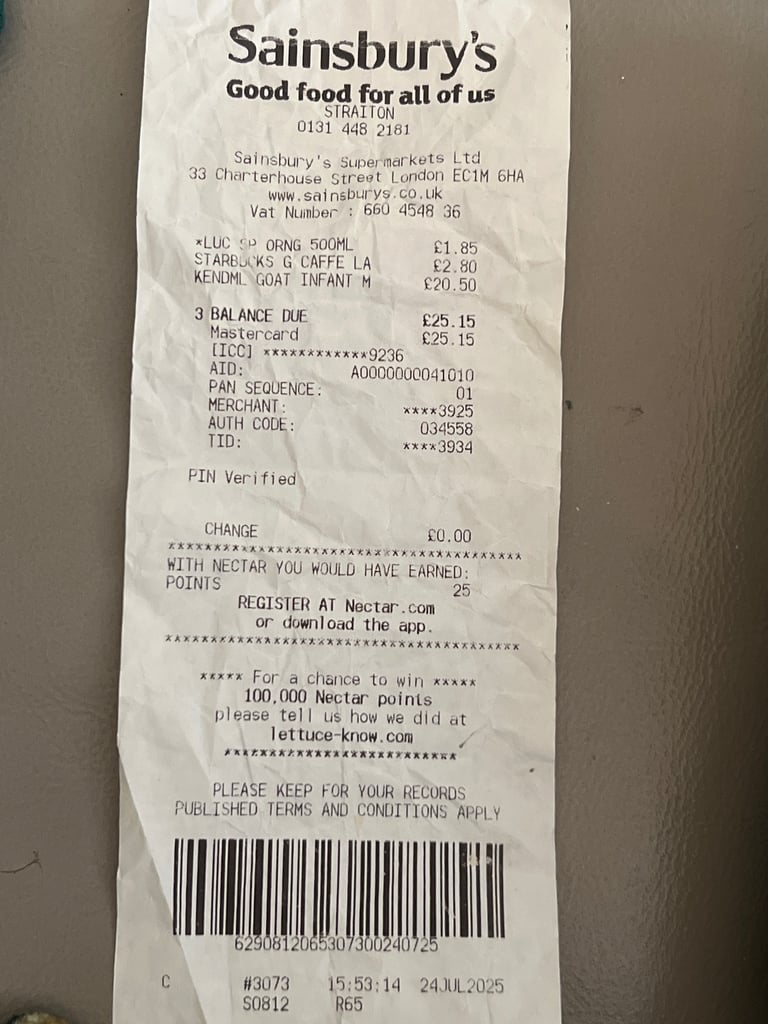 Sainsbury's
Good food for all of us
STRAITON
0131 448 2181
Sainsbury's Supermarkets Ltd
33 Charterhouse Street London EC1M 6HA
www.sainsburys.co.uk
Vat Number : 660 4548 36
*LUC SP ORNG 500ML £1.85
STARBUCKS G CAFFE LA £2.80
KENDML GOAT INFANT M £20.50
3 BALANCE DUE £25.15
Mastercard £25.15
[ICC] ************9236
AID: A0000000041010
PAN SEQUENCE: 01
MERCHANT: ****3925
AUTH CODE: 034558
TID: ****3934
PIN Verified
CHANGE £0.00
****************************************
WITH NECTAR YOU WOULD HAVE EARNED:
POINTS 25
REGISTER AT Nectar.com
or download the app.
****************************************
***** For a chance to win *****
100,000 Nectar points
please tell us how we did at
lettuce-know.com
**************************
PLEASE KEEP FOR YOUR RECORDS
PUBLISHED TERMS AND CONDITIONS APPLY
6290812065307300240725
C #3073 15:53:14 24JUL2025
S0812 R65